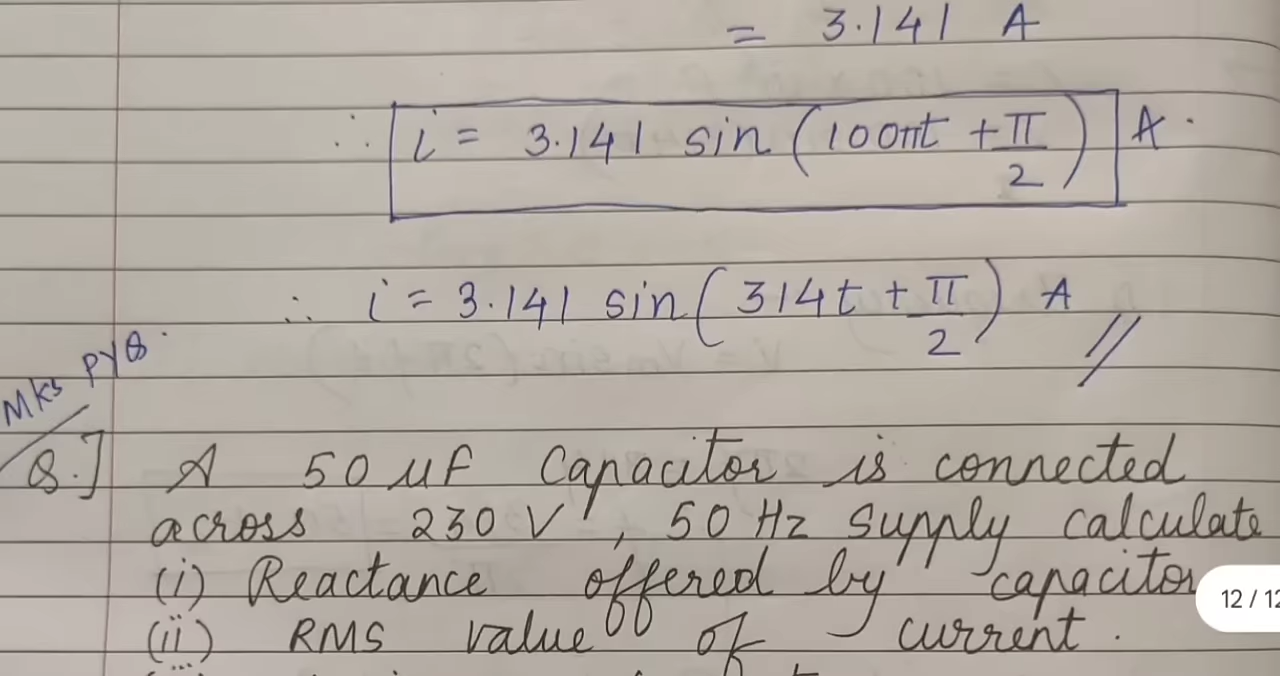 = 3.141 A
∴ i = 3.141 sin (100πt + π/2) A.
∴ i = 3.141 sin (314t + π/2) A //
Mks PYQ.
Q.] A 50 μF Capacitor is connected
across 230 V, 50 Hz supply calculate
(i) Reactance offered by capacitor
(ii) RMS value of current.
12 / 12